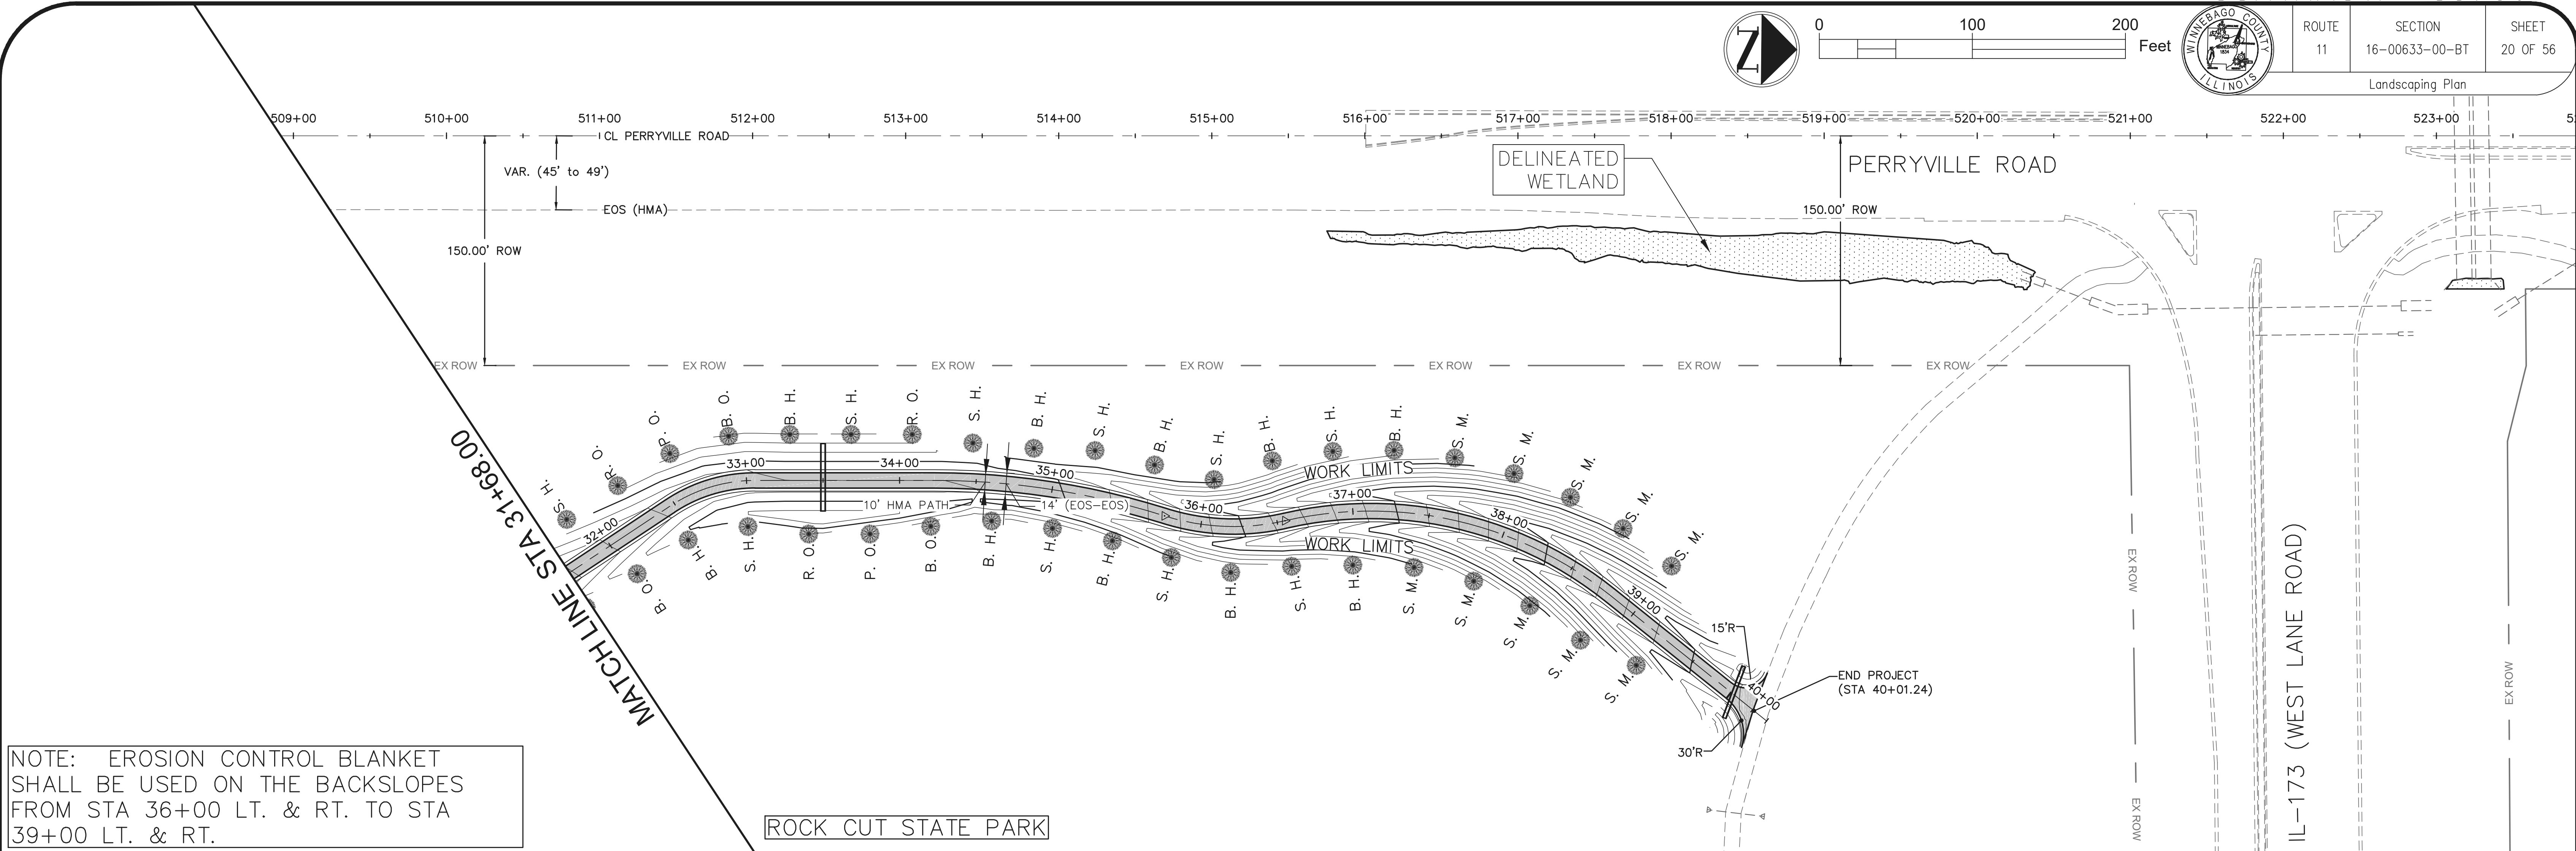 WINNEBAGO COUNTY
WINNEBAGO
1836
ILLINOIS
ROUTE
11
SECTION
16-00633-00-BT
SHEET
20 OF 56
Landscaping Plan
N
0 100 200
Feet
509+00 510+00 511+00 512+00 513+00 514+00 515+00 516+00 517+00 518+00 519+00 520+00 521+00 522+00 523+00
CL PERRYVILLE ROAD
VAR. (45' to 49')
EOS (HMA)
150.00' ROW
DELINEATED
WETLAND
PERRYVILLE ROAD
150.00' ROW
EX ROW EX ROW EX ROW EX ROW EX ROW EX ROW EX ROW
S. H. R. O. P. O. B. O. B. H. S. H. R. O. S. H. B. H. S. H. B. H. S. H. B. H. S. H. B. H. S. M. S. M. S. M. S. M. S. M.
32+00 33+00 34+00 35+00 36+00 37+00 38+00 39+00 40+00
WORK LIMITS
10' HMA PATH
14' (EOS-EOS)
WORK LIMITS
B. O. B. H. S. H. R. O. P. O. B. O. B. H. S. H. B. H. S. H. B. H. S. H. B. H. S. M. S. M. S. M. S. M. S. M.
15'R
30'R
END PROJECT
(STA 40+01.24)
MATCH LINE STA 31+68.00
EX ROW
EX ROW
EX ROW
IL-173 (WEST LANE ROAD)
NOTE: EROSION CONTROL BLANKET
SHALL BE USED ON THE BACKSLOPES
FROM STA 36+00 LT. & RT. TO STA
39+00 LT. & RT.
ROCK CUT STATE PARK